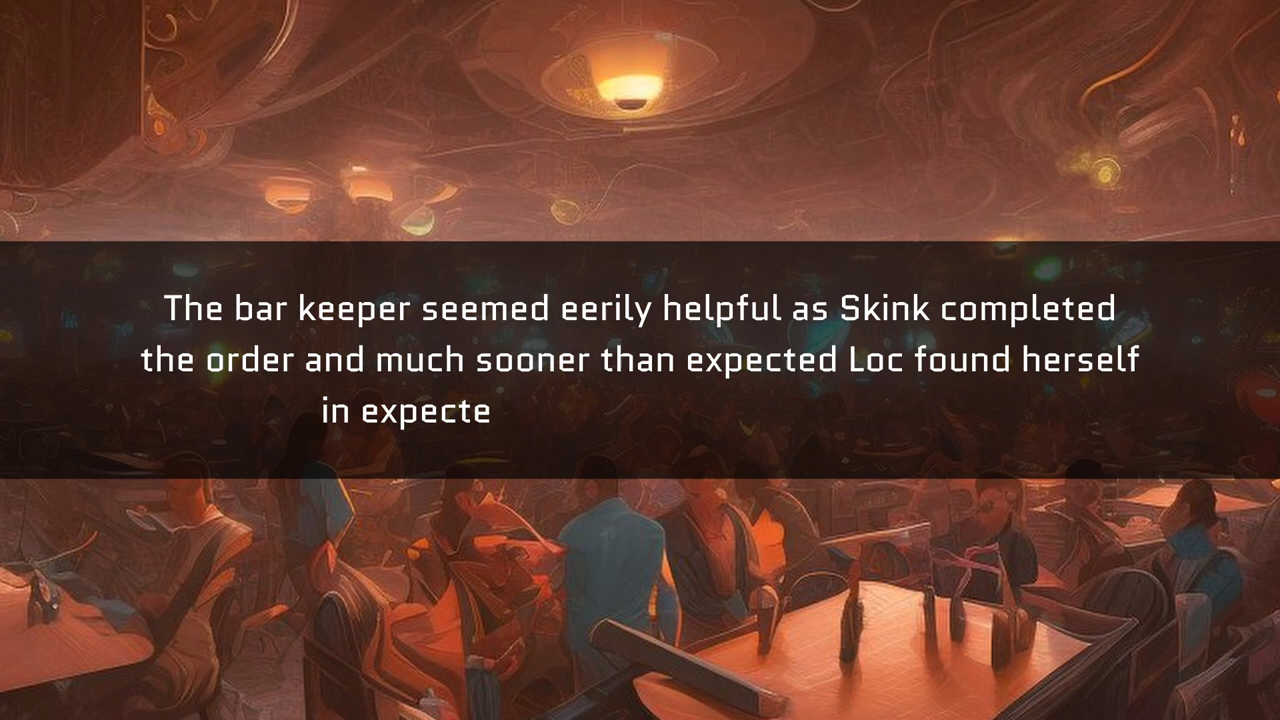 The bar keeper seemed eerily helpful as Skink completed
the order and much sooner than expected Loc found herself
in expecte